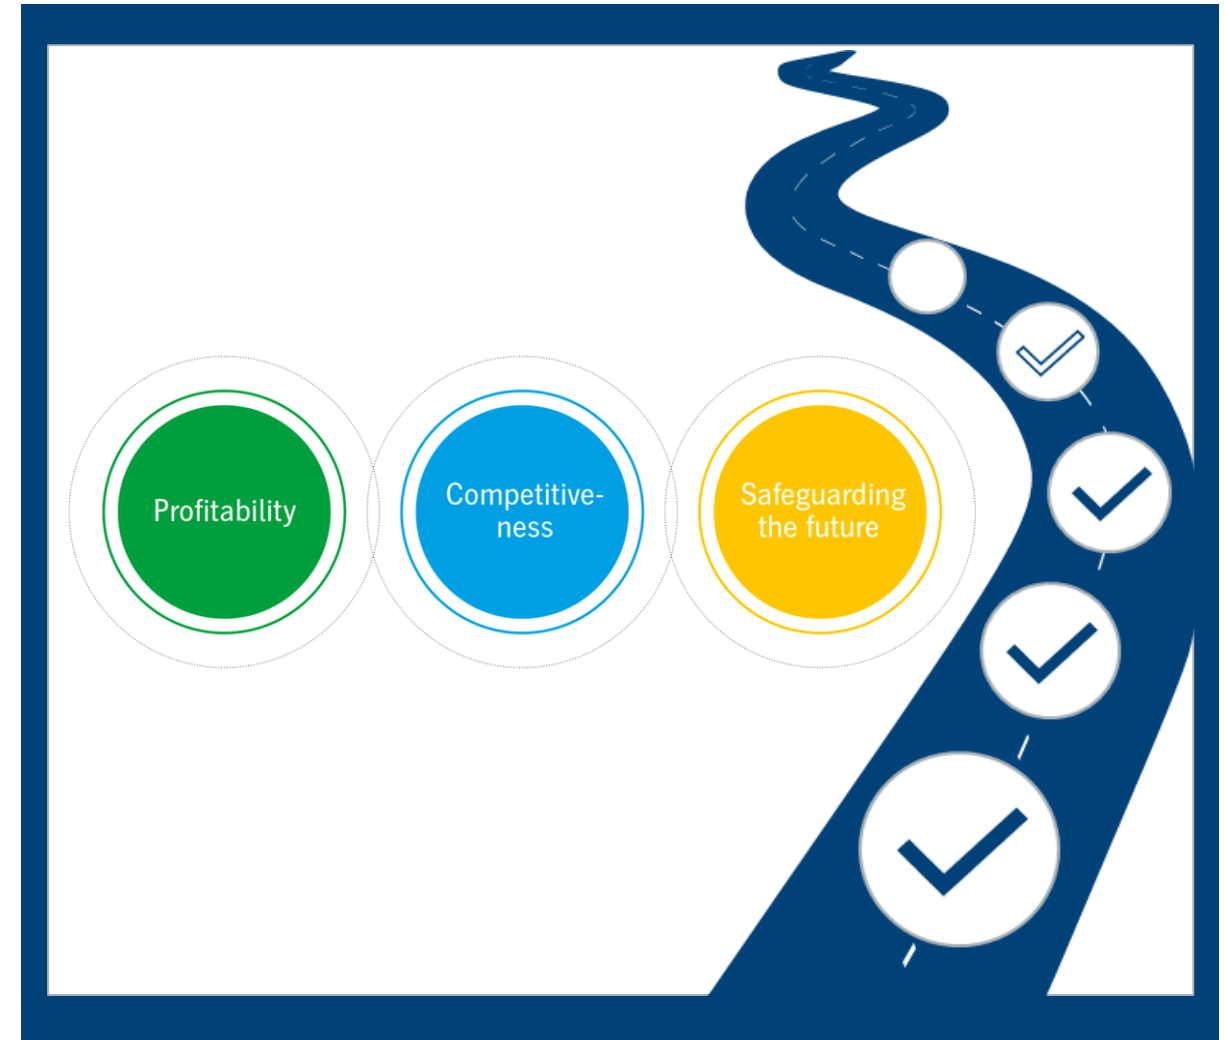 Profitability
Competitive-
ness
Safeguarding
the future